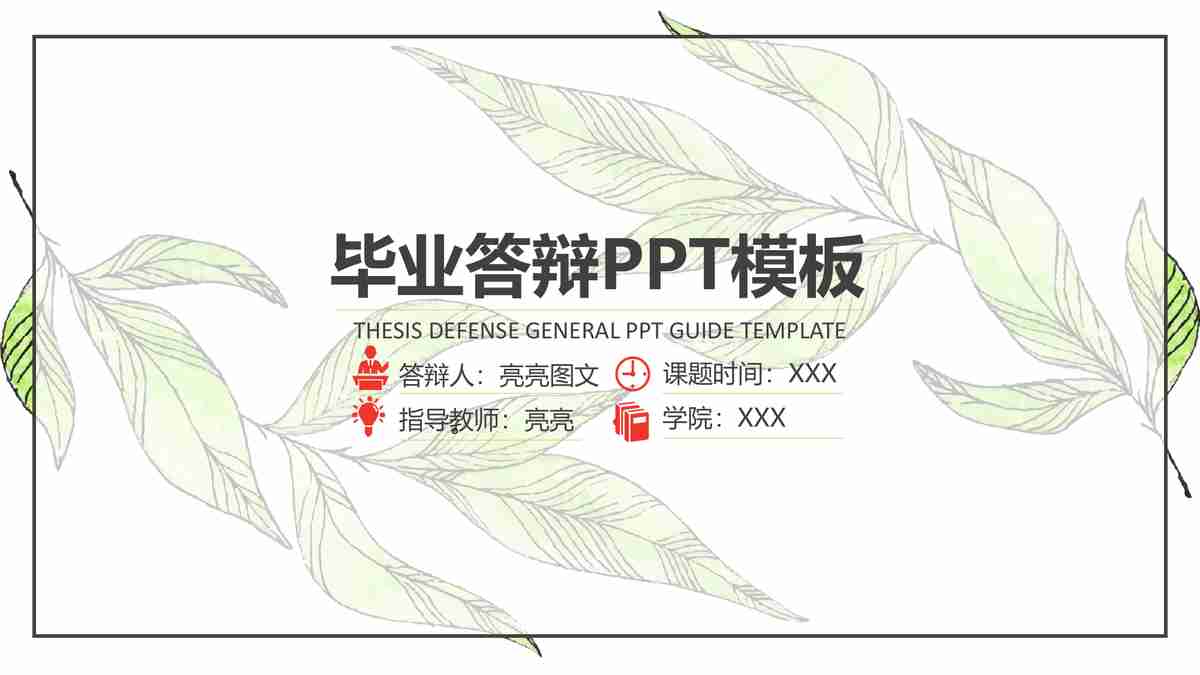 毕业答辩PPT模板
THESIS DEFENSE GENERAL PPT GUIDE TEMPLATE
答辩人：亮亮图文
课题时间：XXX
指导教师：亮亮
学院：XXX